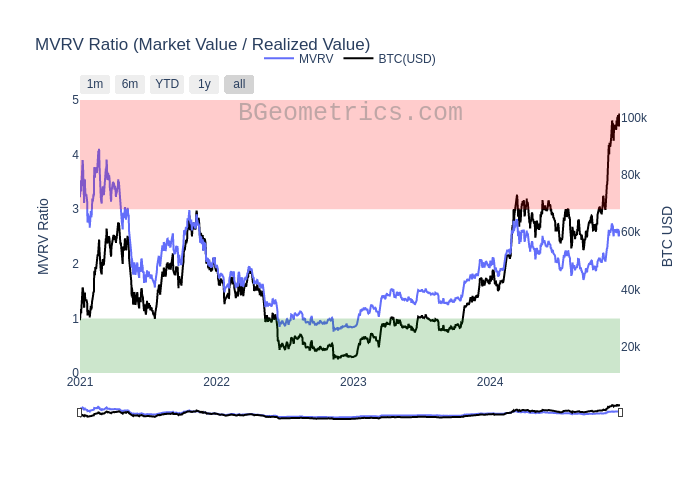 MVRV Ratio (Market Value / Realized Value)
MVRV BTC(USD)
1m 6m YTD 1y all
BGeometrics.com
5
4
3
2
1
0
MVRV Ratio
100k
80k
60k
40k
20k
BTC USD
2021 2022 2023 2024